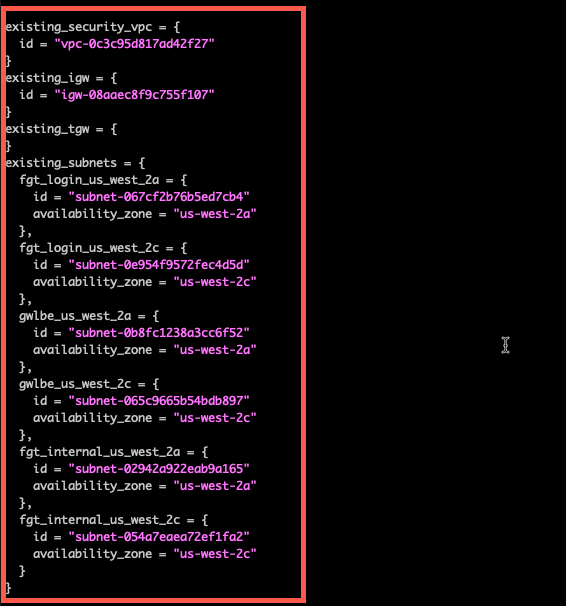 existing_security_vpc = {
  id = "vpc-0c3c95d817ad42f27"
}
existing_igw = {
  id = "igw-08aaec8f9c755f107"
}
existing_tgw = {
}
existing_subnets = {
  fgt_login_us_west_2a = {
    id = "subnet-067cf2b76b5ed7cb4"
    availability_zone = "us-west-2a"
  },
  fgt_login_us_west_2c = {
    id = "subnet-0e954f9572fec4d5d"
    availability_zone = "us-west-2c"
  },
  gwlbe_us_west_2a = {
    id = "subnet-0b8fc1238a3cc6f52"
    availability_zone = "us-west-2a"
  },
  gwlbe_us_west_2c = {
    id = "subnet-065c9665b54bdb897"
    availability_zone = "us-west-2c"
  },
  fgt_internal_us_west_2a = {
    id = "subnet-02942a922eab9a165"
    availability_zone = "us-west-2a"
  },
  fgt_internal_us_west_2c = {
    id = "subnet-054a7eaea72ef1fa2"
    availability_zone = "us-west-2c"
  }
}